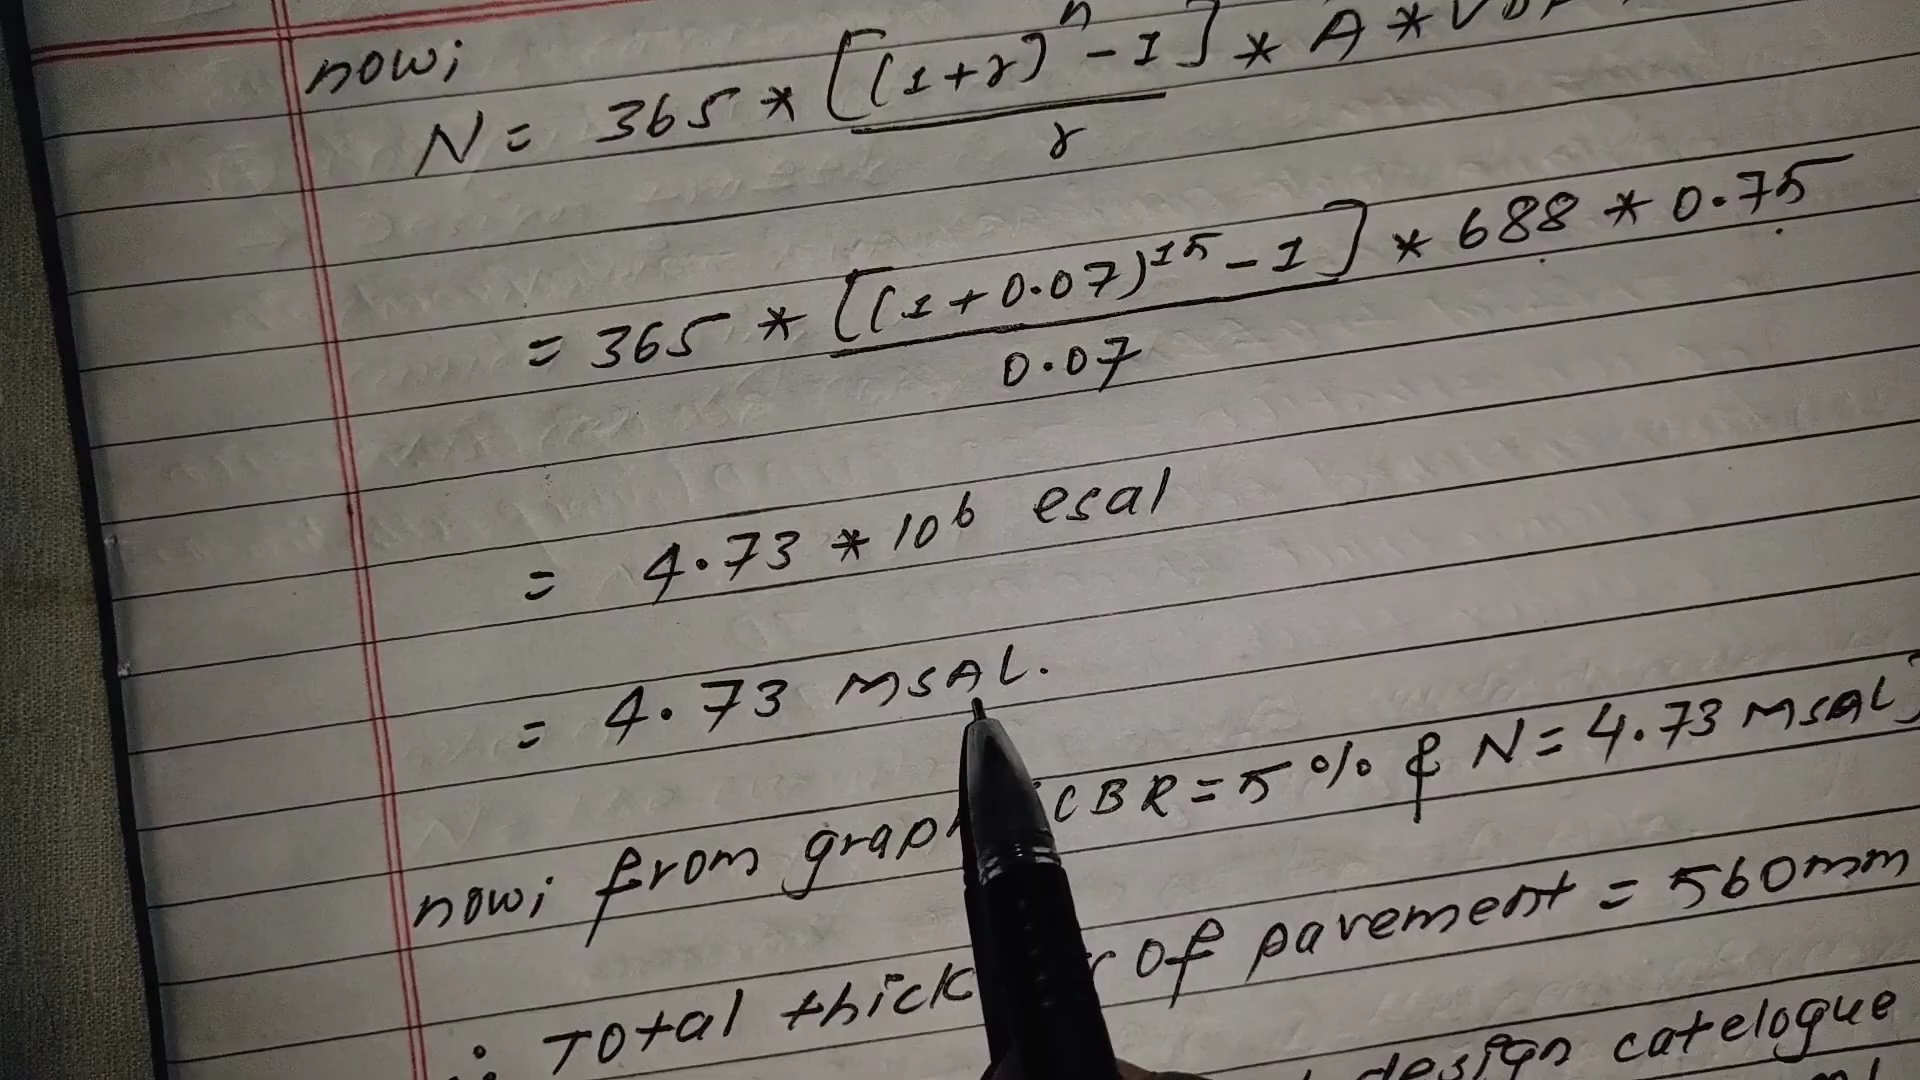 now;
N = 365 * [(1+r)^n - 1] / r * A * VDF
= 365 * [(1+0.07)^15 - 1] / 0.07 * 688 * 0.75
= 4.73 * 10^6 esal
= 4.73 MSAL.
now; from graph CBR = 5% & N = 4.73 MSAL
∴ Total thick of pavement = 560mm
design catelogue